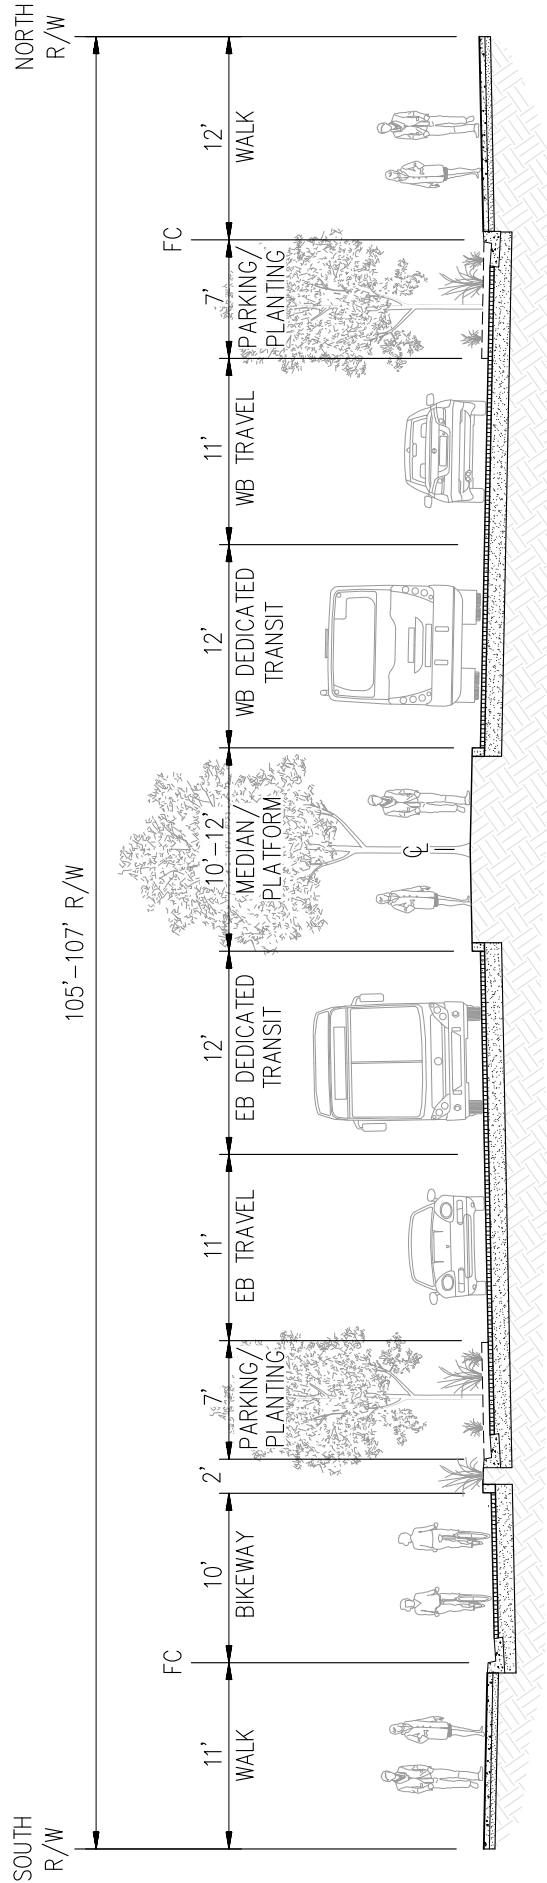 SOUTH
R/W
NORTH
R/W
105'-107' R/W
FC
FC
11'
WALK
10'
BIKEWAY
2'
7'
PARKING/
PLANTING
11'
EB TRAVEL
12'
EB DEDICATED
TRANSIT
10'-12'
MEDIAN/
PLATFORM
12'
WB DEDICATED
TRANSIT
11'
WB TRAVEL
7'
PARKING/
PLANTING
12'
WALK
CL